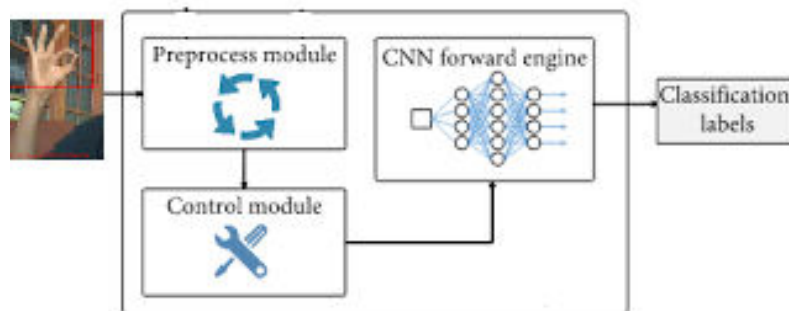 Preprocess module
CNN forward engine
Control module
Classification
labels